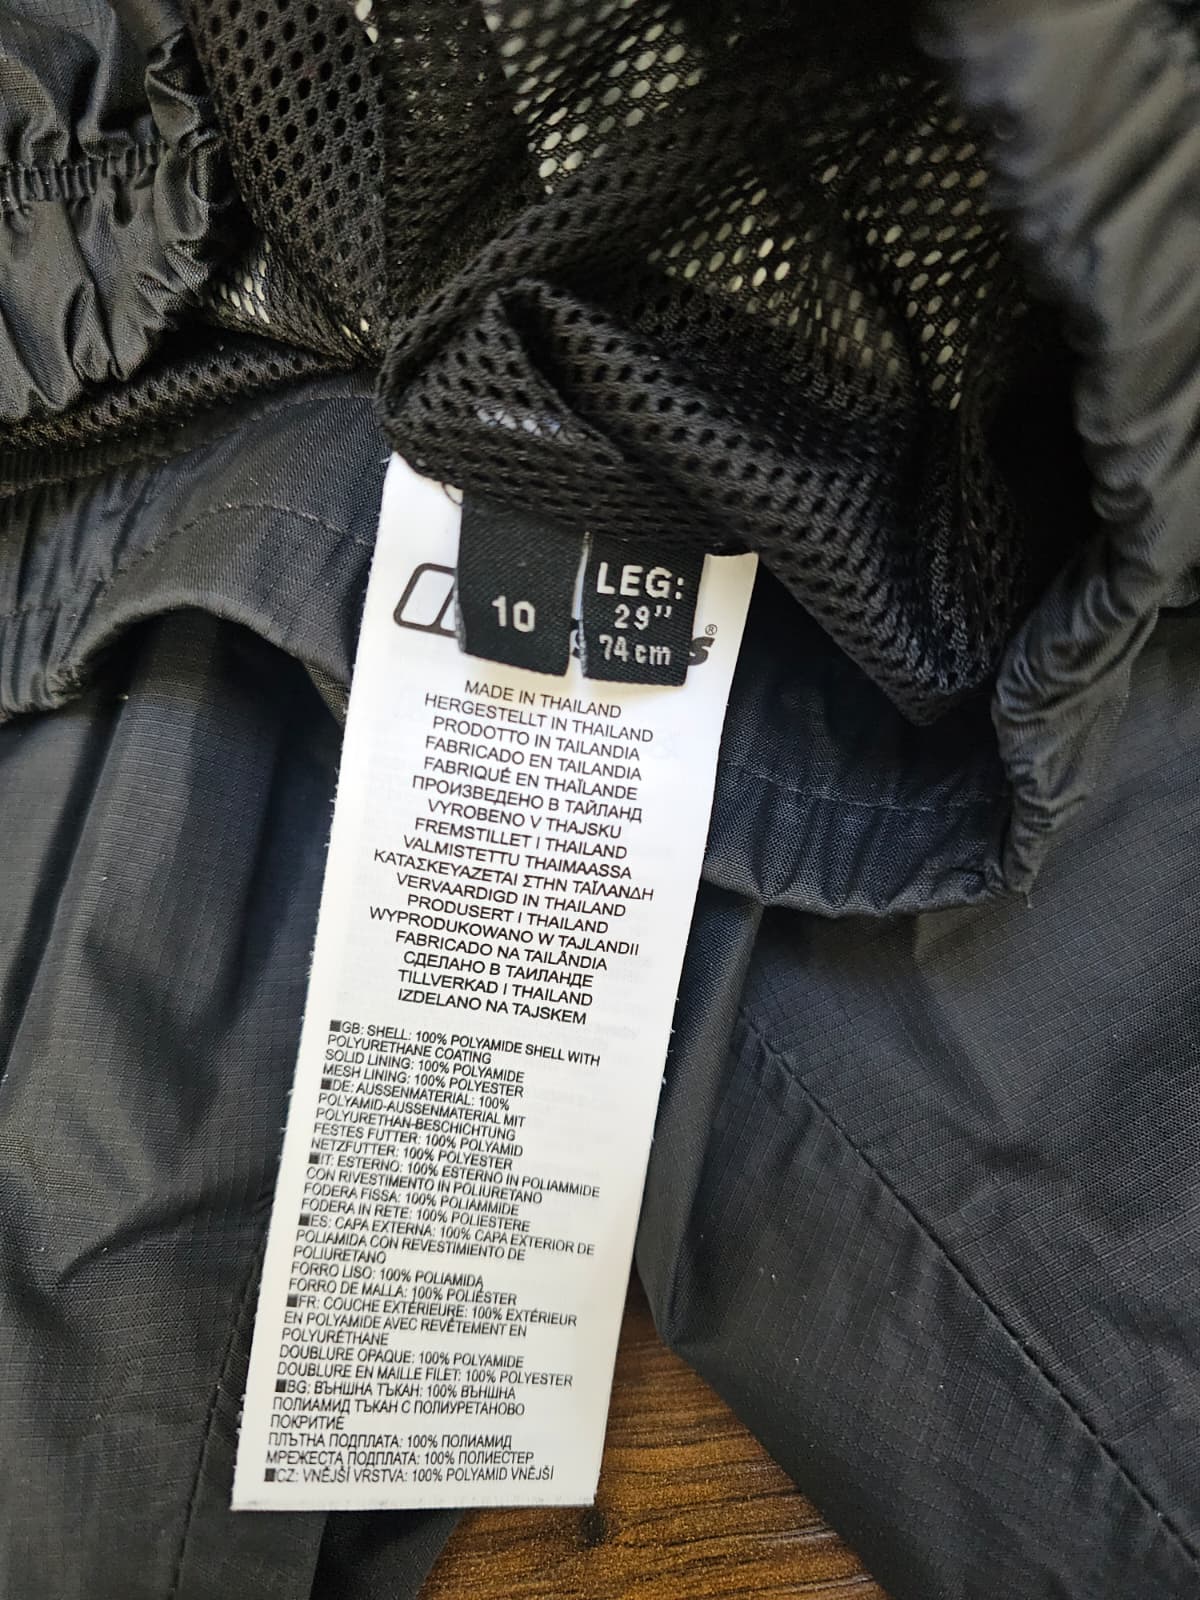 10
LEG:
29"
74cm
s®
MADE IN THAILAND
HERGESTELLT IN THAILAND
PRODOTTO IN TAILANDIA
FABRICADO EN TAILANDIA
FABRIQUÉ EN THAÏLANDE
ПРОИЗВЕДЕНО В ТАЙЛАНД
VYROBENO V THAJSKU
FREMSTILLET I THAILAND
VALMISTETTU THAIMAASSA
ΚΑΤΑΣΚΕΥΑΖΕΤΑΙ ΣΤΗΝ ΤΑΪΛΑΝΔΗ
VERVAARDIGD IN THAILAND
PRODUSERT I THAILAND
WYPRODUKOWANO W TAJLANDII
FABRICADO NA TAILÂNDIA
СДЕЛАНО В ТАИЛАНДЕ
TILLVERKAD I THAILAND
IZDELANO NA TAJSKEM
■GB: SHELL: 100% POLYAMIDE SHELL WITH
POLYURETHANE COATING
SOLID LINING: 100% POLYAMIDE
MESH LINING: 100% POLYESTER
■DE: AUSSENMATERIAL: 100%
POLYAMID-AUSSENMATERIAL MIT
POLYURETHAN-BESCHICHTUNG
FESTES FUTTER: 100% POLYAMID
NETZFUTTER: 100% POLYESTER
■IT: ESTERNO: 100% ESTERNO IN POLIAMMIDE
CON RIVESTIMENTO IN POLIURETANO
FODERA FISSA: 100% POLIAMMIDE
FODERA IN RETE: 100% POLIESTERE
■ES: CAPA EXTERNA: 100% CAPA EXTERIOR DE
POLIAMIDA CON REVESTIMIENTO DE
POLIURETANO
FORRO LISO: 100% POLIAMIDA
FORRO DE MALLA: 100% POLIÉSTER
■FR: COUCHE EXTÉRIEURE: 100% EXTÉRIEUR
EN POLYAMIDE AVEC REVÊTEMENT EN
POLYURÉTHANE
DOUBLURE OPAQUE: 100% POLYAMIDE
DOUBLURE EN MAILLE FILET: 100% POLYESTER
■BG: ВЪНШНА ТЪКАН: 100% ВЪНШНА
ПОЛИАМИД ТЪКАН С ПОЛИУРЕТАНОВО
ПОКРИТИЕ
ПЛЪТНА ПОДПЛАТА: 100% ПОЛИАМИД
МРЕЖЕСТА ПОДПЛАТА: 100% ПОЛИЕСТЕР
■CZ: VNĚJŠÍ VRSTVA: 100% POLYAMID VNĚJŠÍ